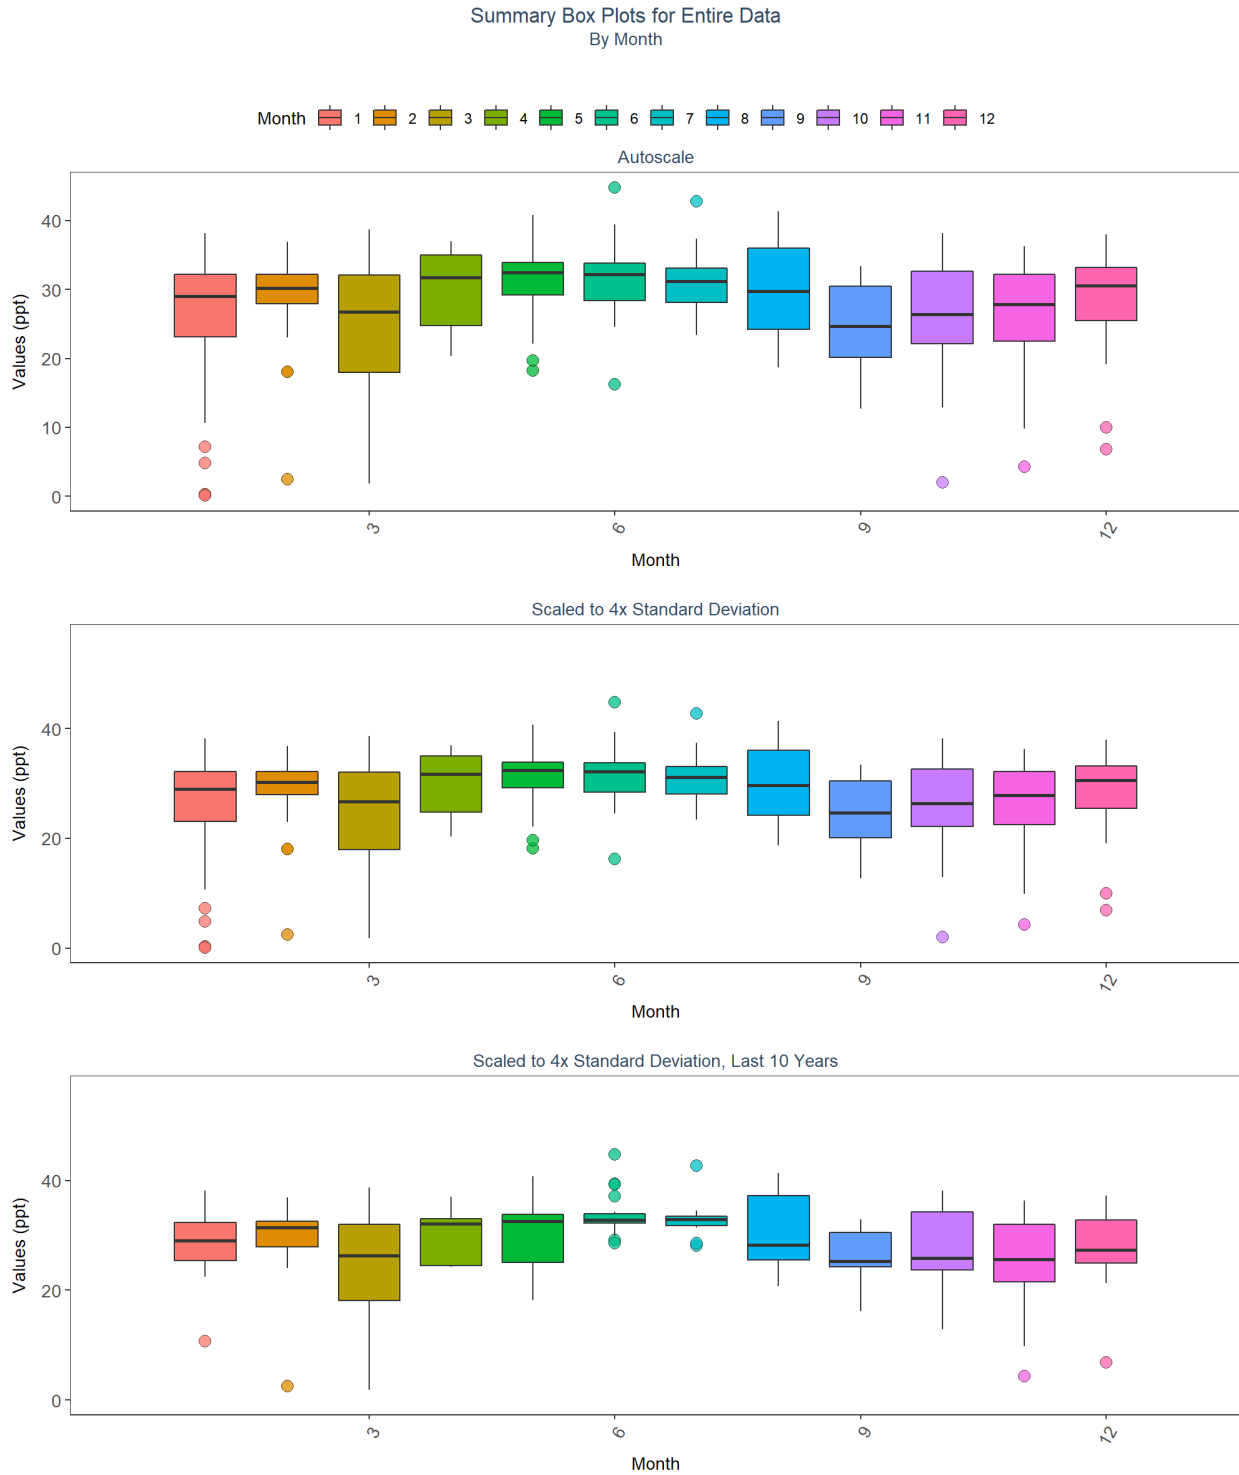 Summary Box Plots for Entire Data
By Month
Month 1 2 3 4 5 6 7 8 9 10 11 12
Autoscale
Values (ppt)
40
30
20
10
0
3 6 9 12
Month
Scaled to 4x Standard Deviation
Values (ppt)
40
20
0
3 6 9 12
Month
Scaled to 4x Standard Deviation, Last 10 Years
Values (ppt)
40
20
0
3 6 9 12
Month